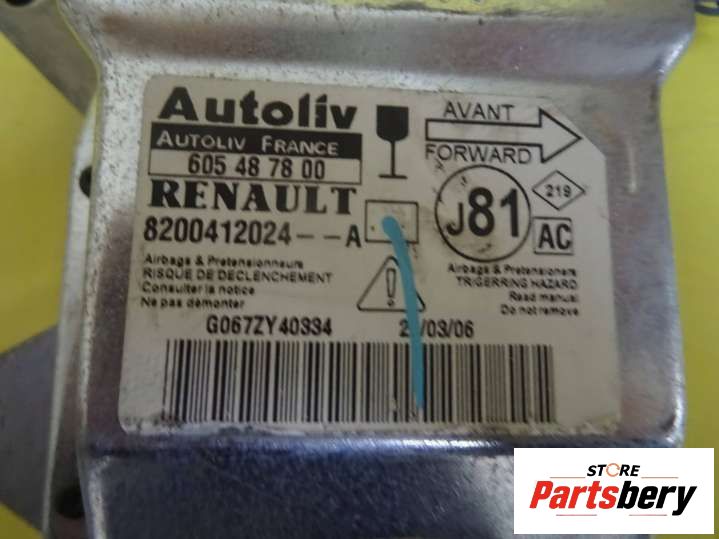 Autoliv
AUTOLIV FRANCE
605 48 78 00
RENAULT
8200412024--A
AVANT
FORWARD
J81
219
AC
Airbags & Pretensionneurs
RISQUE DE DECLENCHEMENT
Consulter la notice
Ne pas démonter
Airbags & Pretensioners
TRIGERRING HAZARD
Read manual
Do not remove
G067ZY40334
/03/06
STORE
Partsbery